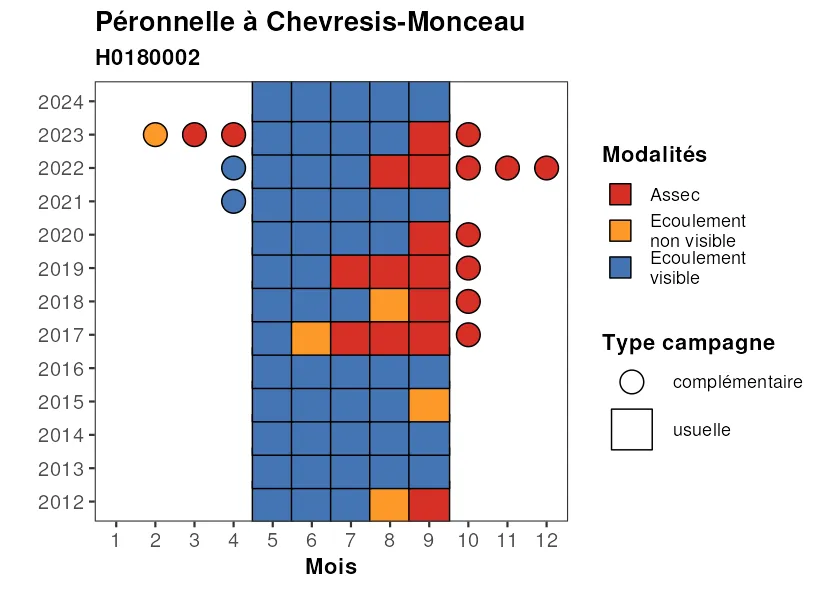 Péronnelle à Chevresis-Monceau
H0180002
2024
2023
2022
2021
2020
2019
2018
2017
2016
2015
2014
2013
2012
1 2 3 4 5 6 7 8 9 10 11 12
Mois
Modalités
Assec
Ecoulement
non visible
Ecoulement
visible
Type campagne
complémentaire
usuelle